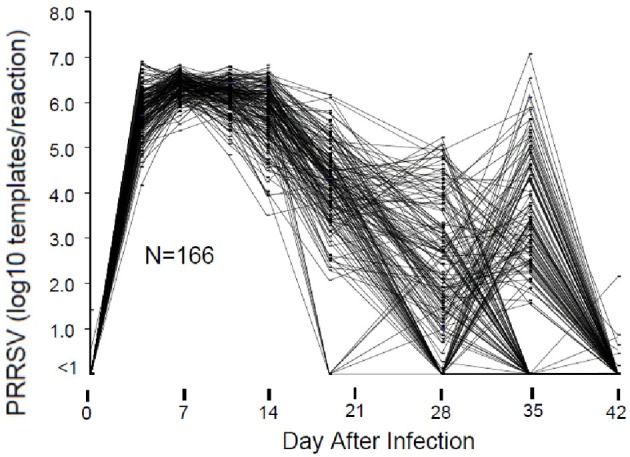 PRRSV (log10 templates/reaction)
8.0
7.0
6.0
5.0
4.0
3.0
2.0
1.0
<1
N=166
0 7 14 21 28 35 42
Day After Infection